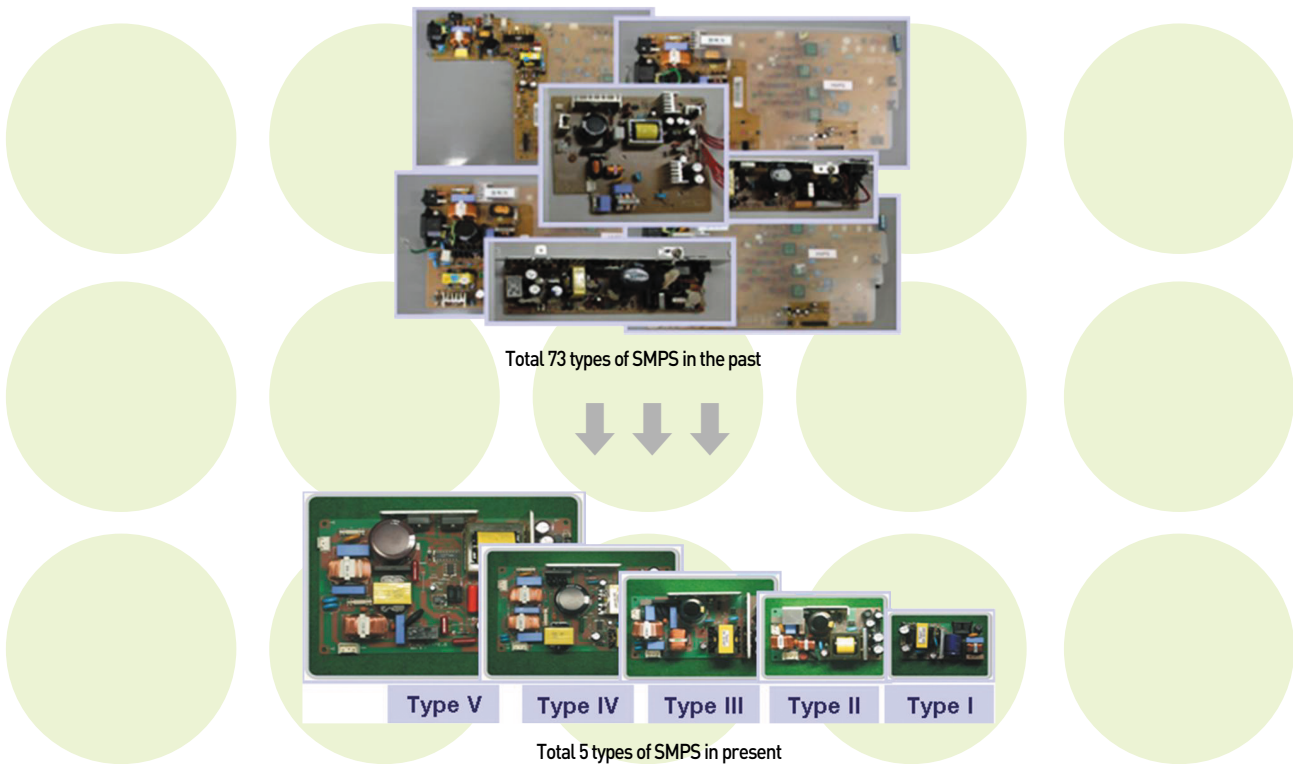 Total 73 types of SMPS in the past
Type V Type IV Type III Type II Type I
Total 5 types of SMPS in present